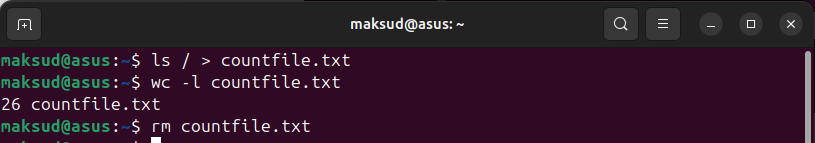 maksud@asus: ~
maksud@asus:~$ ls / > countfile.txt
maksud@asus:~$ wc -l countfile.txt
26 countfile.txt
maksud@asus:~$ rm countfile.txt